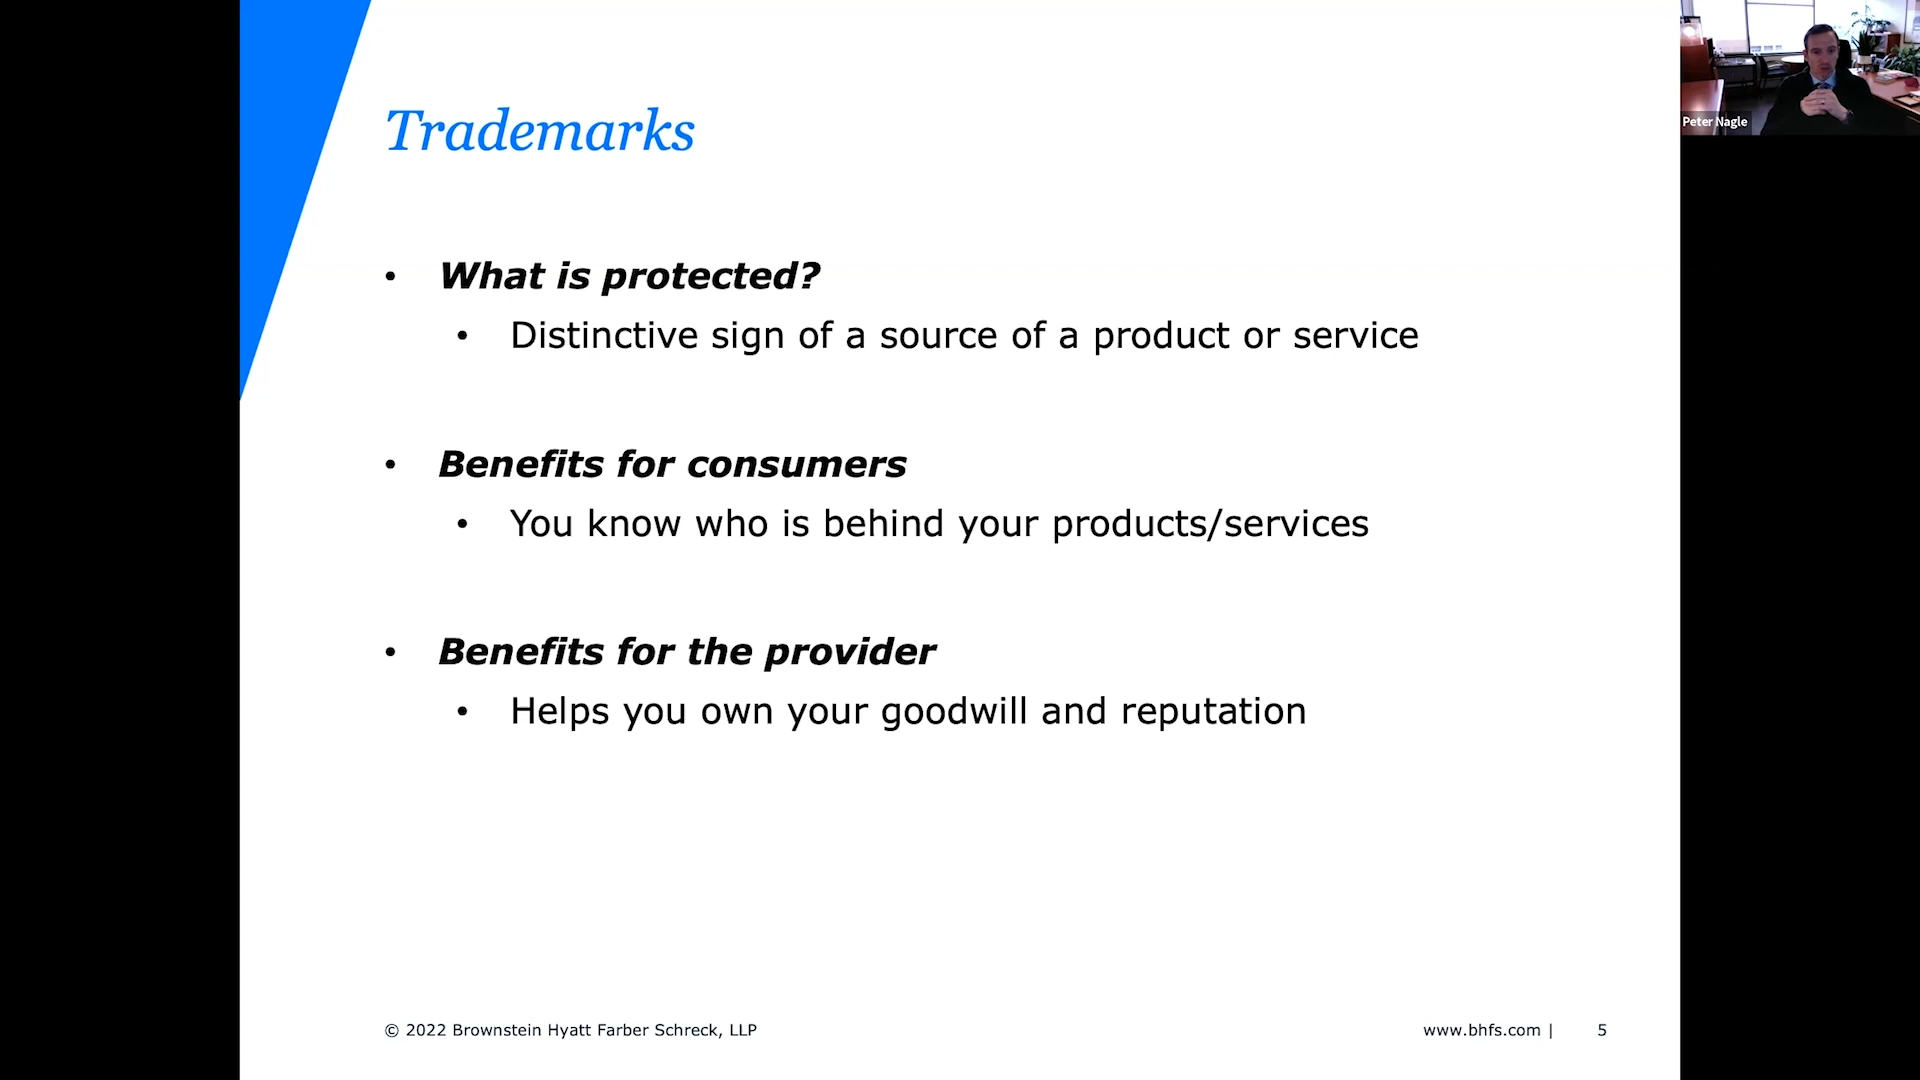 Trademarks
Peter Nagle
• What is protected?
• Distinctive sign of a source of a product or service
• Benefits for consumers
• You know who is behind your products/services
• Benefits for the provider
• Helps you own your goodwill and reputation
© 2022 Brownstein Hyatt Farber Schreck, LLP
www.bhfs.com | 5